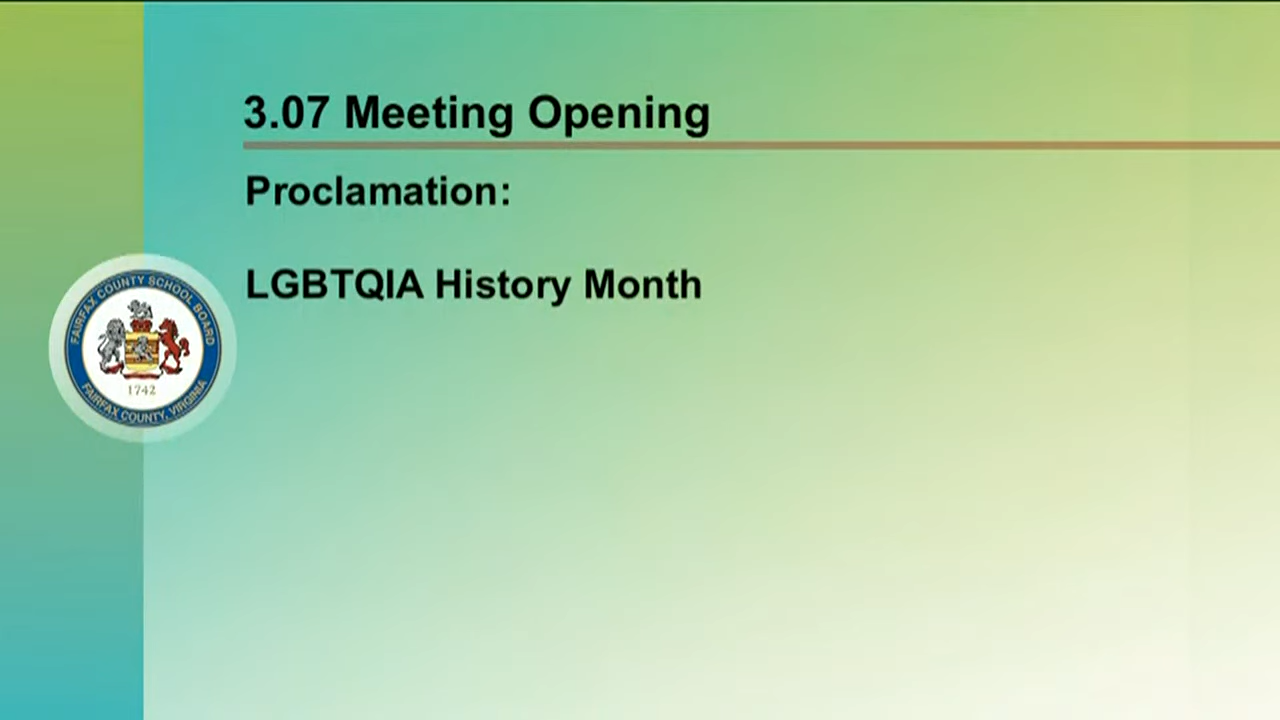 3.07 Meeting Opening
Proclamation:
LGBTQIA History Month
FAIRFAX COUNTY SCHOOL BOARD
1742
FAIRFAX COUNTY, VIRGINIA